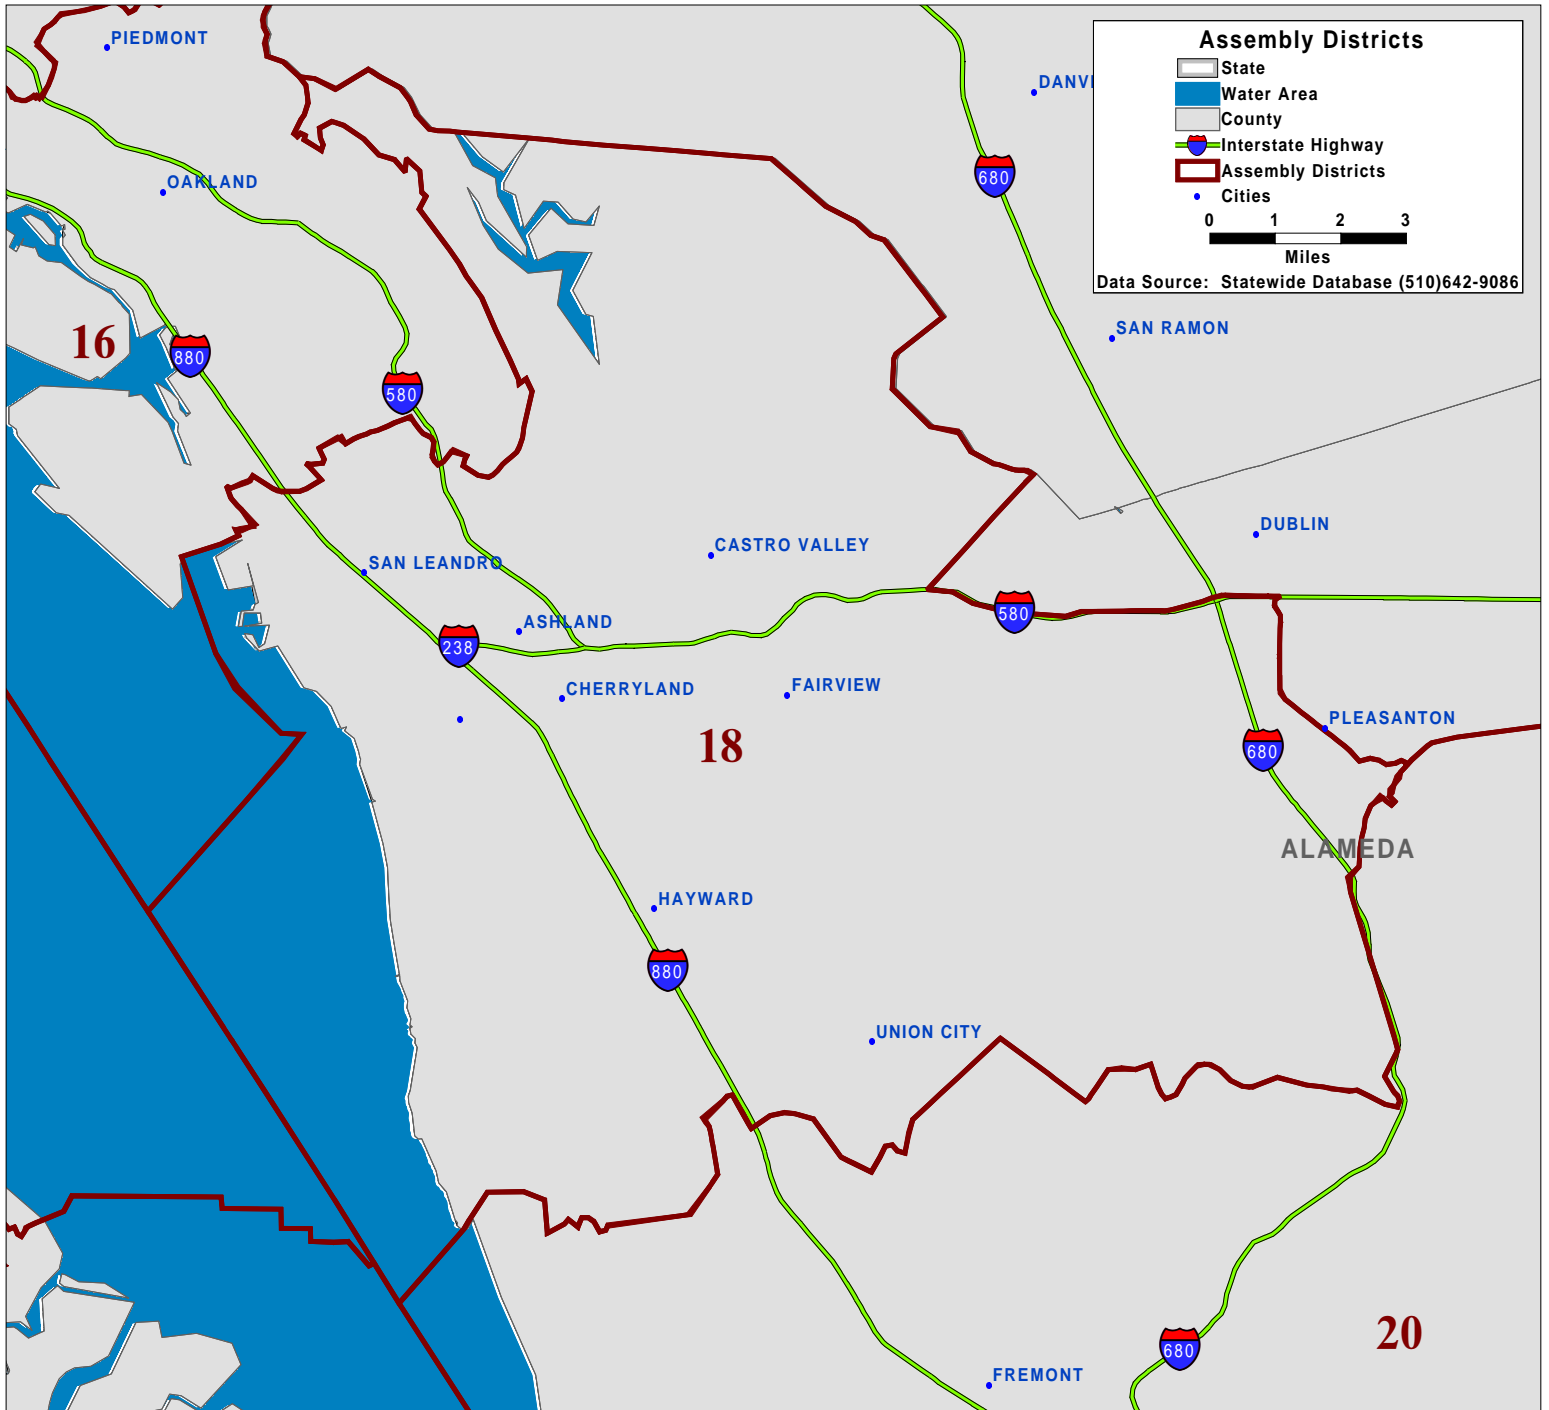 PIEDMONT
Assembly Districts
State
DANVI
Water Area
County
Interstate Highway
680
Assembly Districts
OAKLAND
Cities
0 1 2 3
Miles
Data Source: Statewide Database (510)642-9086
SAN RAMON
16
880
580
DUBLIN
CASTRO VALLEY
SAN LEANDRO
580
ASHLAND
238
CHERRYLAND
FAIRVIEW
PLEASANTON
18
680
ALAMEDA
HAYWARD
880
UNION CITY
20
680
FREMONT